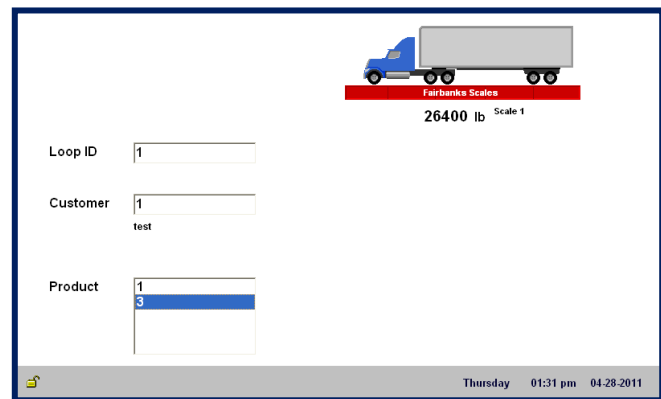 Fairbanks Scales
26400 lb Scale 1
Loop ID 1
Customer 1
test
Product 1
3
Thursday 01:31 pm 04-28-2011